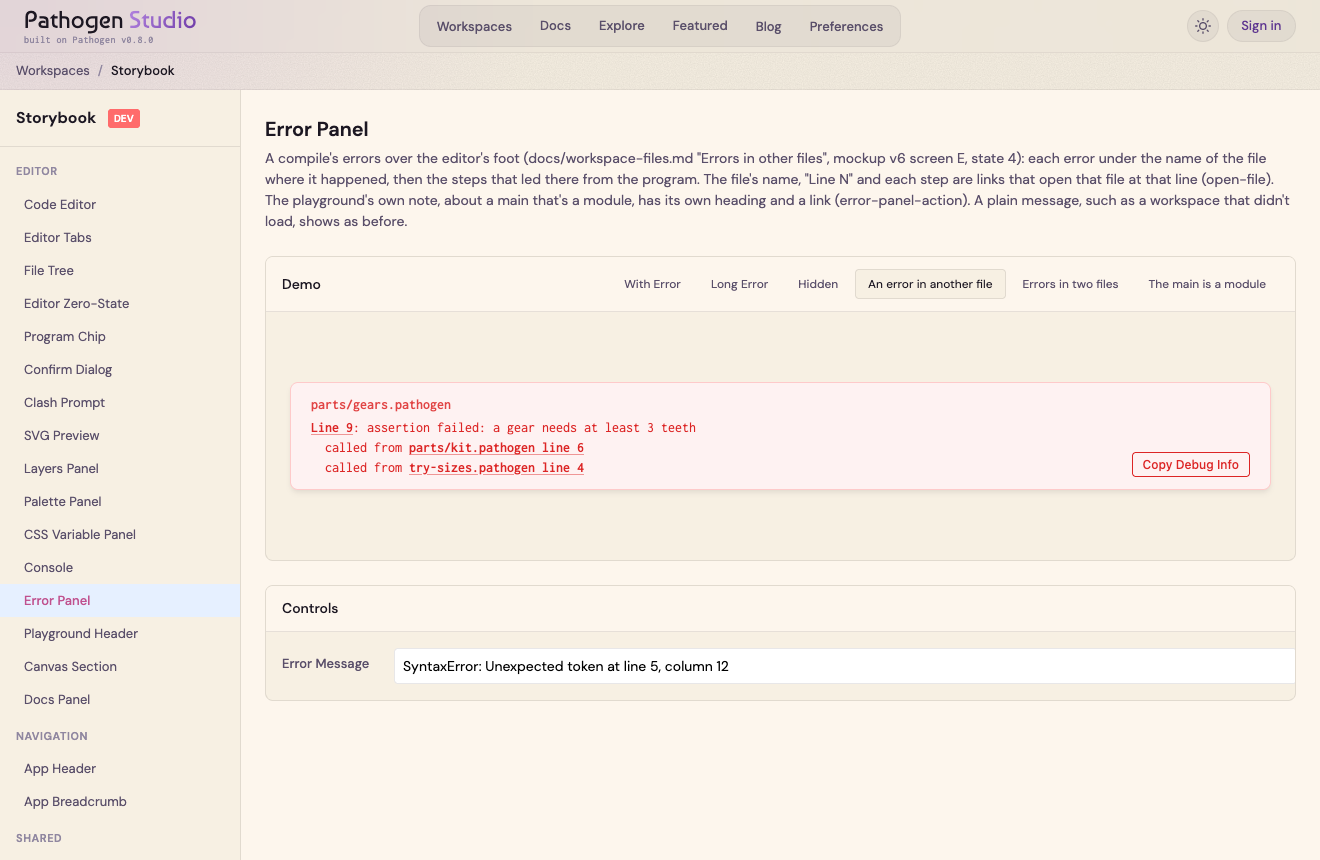 Pathogen Studio
built on Pathogen v0.8.0
Workspaces
Docs
Explore
Featured
Blog
Preferences
Sign in
Workspaces / Storybook
Storybook DEV
EDITOR
Code Editor
Editor Tabs
File Tree
Editor Zero-State
Program Chip
Confirm Dialog
Clash Prompt
SVG Preview
Layers Panel
Palette Panel
CSS Variable Panel
Console
Error Panel
Playground Header
Canvas Section
Docs Panel
NAVIGATION
App Header
App Breadcrumb
SHARED
Error Panel
A compile's errors over the editor's foot (docs/workspace-files.md "Errors in other files", mockup v6 screen E, state 4): each error under the name of the file
where it happened, then the steps that led there from the program. The file's name, "Line N" and each step are links that open that file at that line (open-file).
The playground's own note, about a main that's a module, has its own heading and a link (error-panel-action). A plain message, such as a workspace that didn't
load, shows as before.
Demo
With Error
Long Error
Hidden
An error in another file
Errors in two files
The main is a module
parts/gears.pathogen
Line 9: assertion failed: a gear needs at least 3 teeth
called from parts/kit.pathogen line 6
called from try-sizes.pathogen line 4
Copy Debug Info
Controls
Error Message
SyntaxError: Unexpected token at line 5, column 12